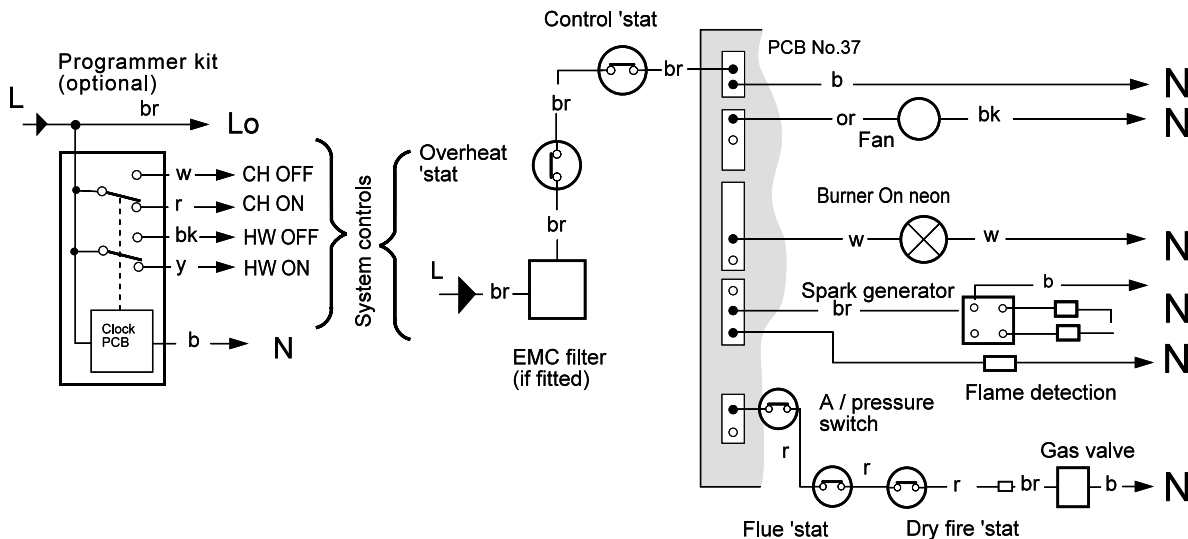 Control 'stat
Programmer kit
(optional)
L
br
Lo
w
CH OFF
r
CH ON
bk
HW OFF
y
HW ON
Clock
PCB
b
N
System controls
Overheat
'stat
L
br
EMC filter
(if fitted)
br
br
br
PCB No.37
b
N
or
Fan
bk
N
Burner On neon
w
w
N
Spark generator
br
b
N
Flame detection
N
A / pressure
switch
r
Flue 'stat
r
Dry fire 'stat
r
br
Gas valve
b
N